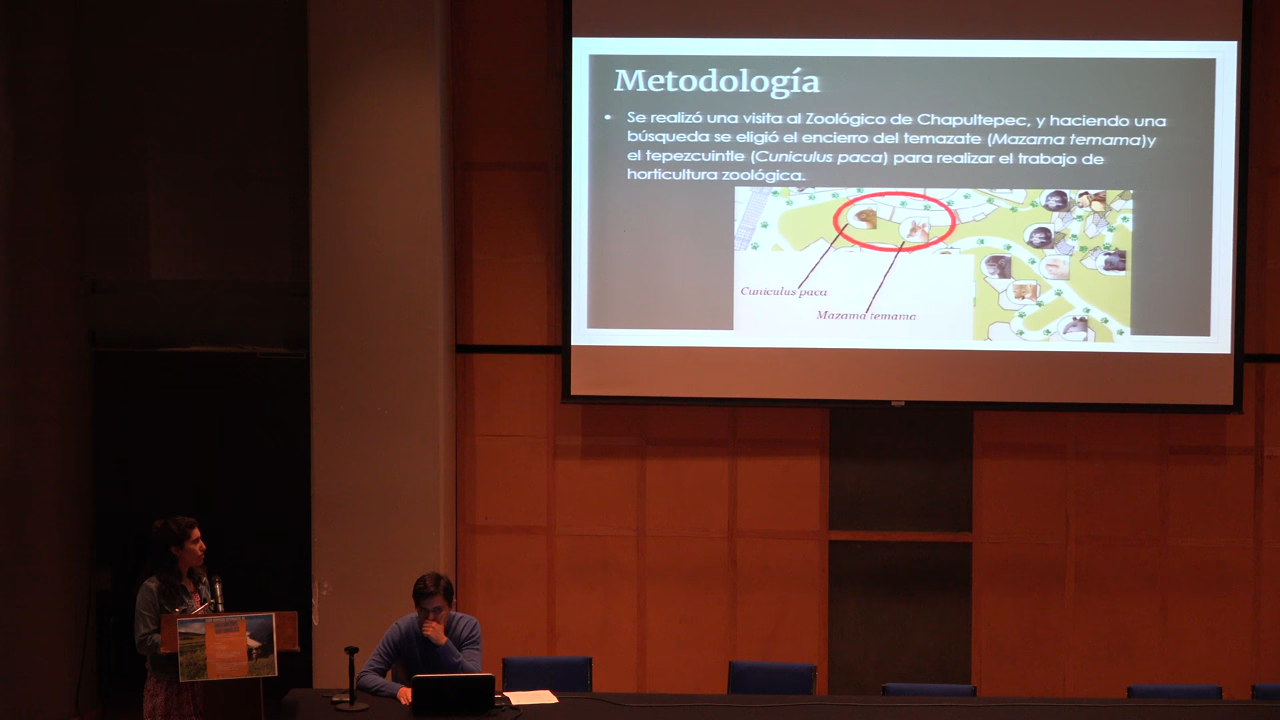 Metodología
• Se realizó una visita al Zoológico de Chapultepec, y haciendo una
búsqueda se eligió el encierro del temazate (Mazama temama)y
el tepezcuintle (Cuniculus paca) para realizar el trabajo de
horticultura zoológica.
Cuniculus paca
Mazama temama